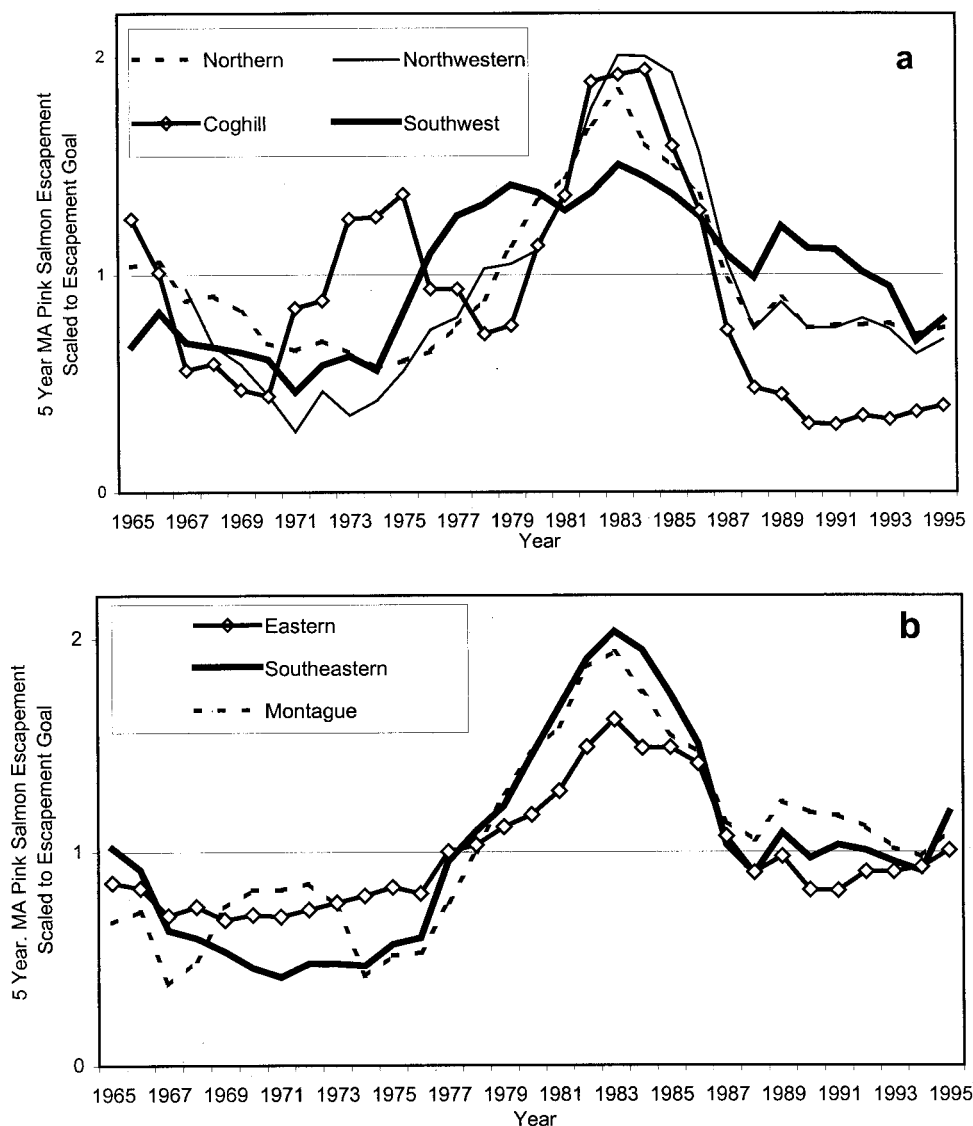 a
Northern Northwestern
Coghill Southwest
5 Year MA Pink Salmon Escapement
Scaled to Escapement Goal
2
1
0
1965 1967 1969 1971 1973 1975 1977 1979 1981 1983 1985 1987 1989 1991 1993 1995
Year
b
Eastern
Southeastern
Montague
5 Year. MA Pink Salmon Escapement
Scaled to Escapement Goal
2
1
0
1965 1967 1969 1971 1973 1975 1977 1979 1981 1983 1985 1987 1989 1991 1993 1995
Year